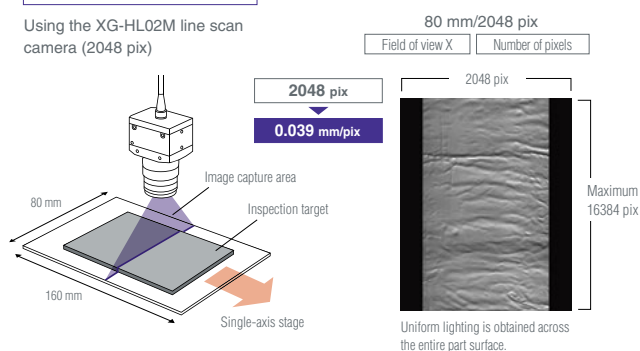 Using the XG-HL02M line scan
camera (2048 pix)
80 mm/2048 pix
Field of view X
Number of pixels
2048 pix
0.039 mm/pix
2048 pix
Image capture area
80 mm
Inspection target
160 mm
Single-axis stage
Maximum
16384 pix
Uniform lighting is obtained across
the entire part surface.